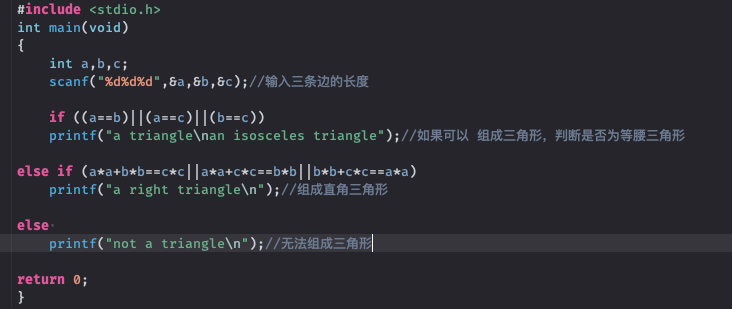 #include <stdio.h>
int main(void)
{
    int a,b,c;
    scanf("%d%d%d",&a,&b,&c);//输入三条边的长度
    if ((a==b)||(a==c)||(b==c))
    printf("a triangle\nan isosceles triangle");//如果可以 组成三角形，判断是否为等腰三角形
else if (a*a+b*b==c*c||a*a+c*c==b*b||b*b+c*c==a*a)
    printf("a right triangle\n");//组成直角三角形
else
    printf("not a triangle\n");//无法组成三角形
return 0;
}